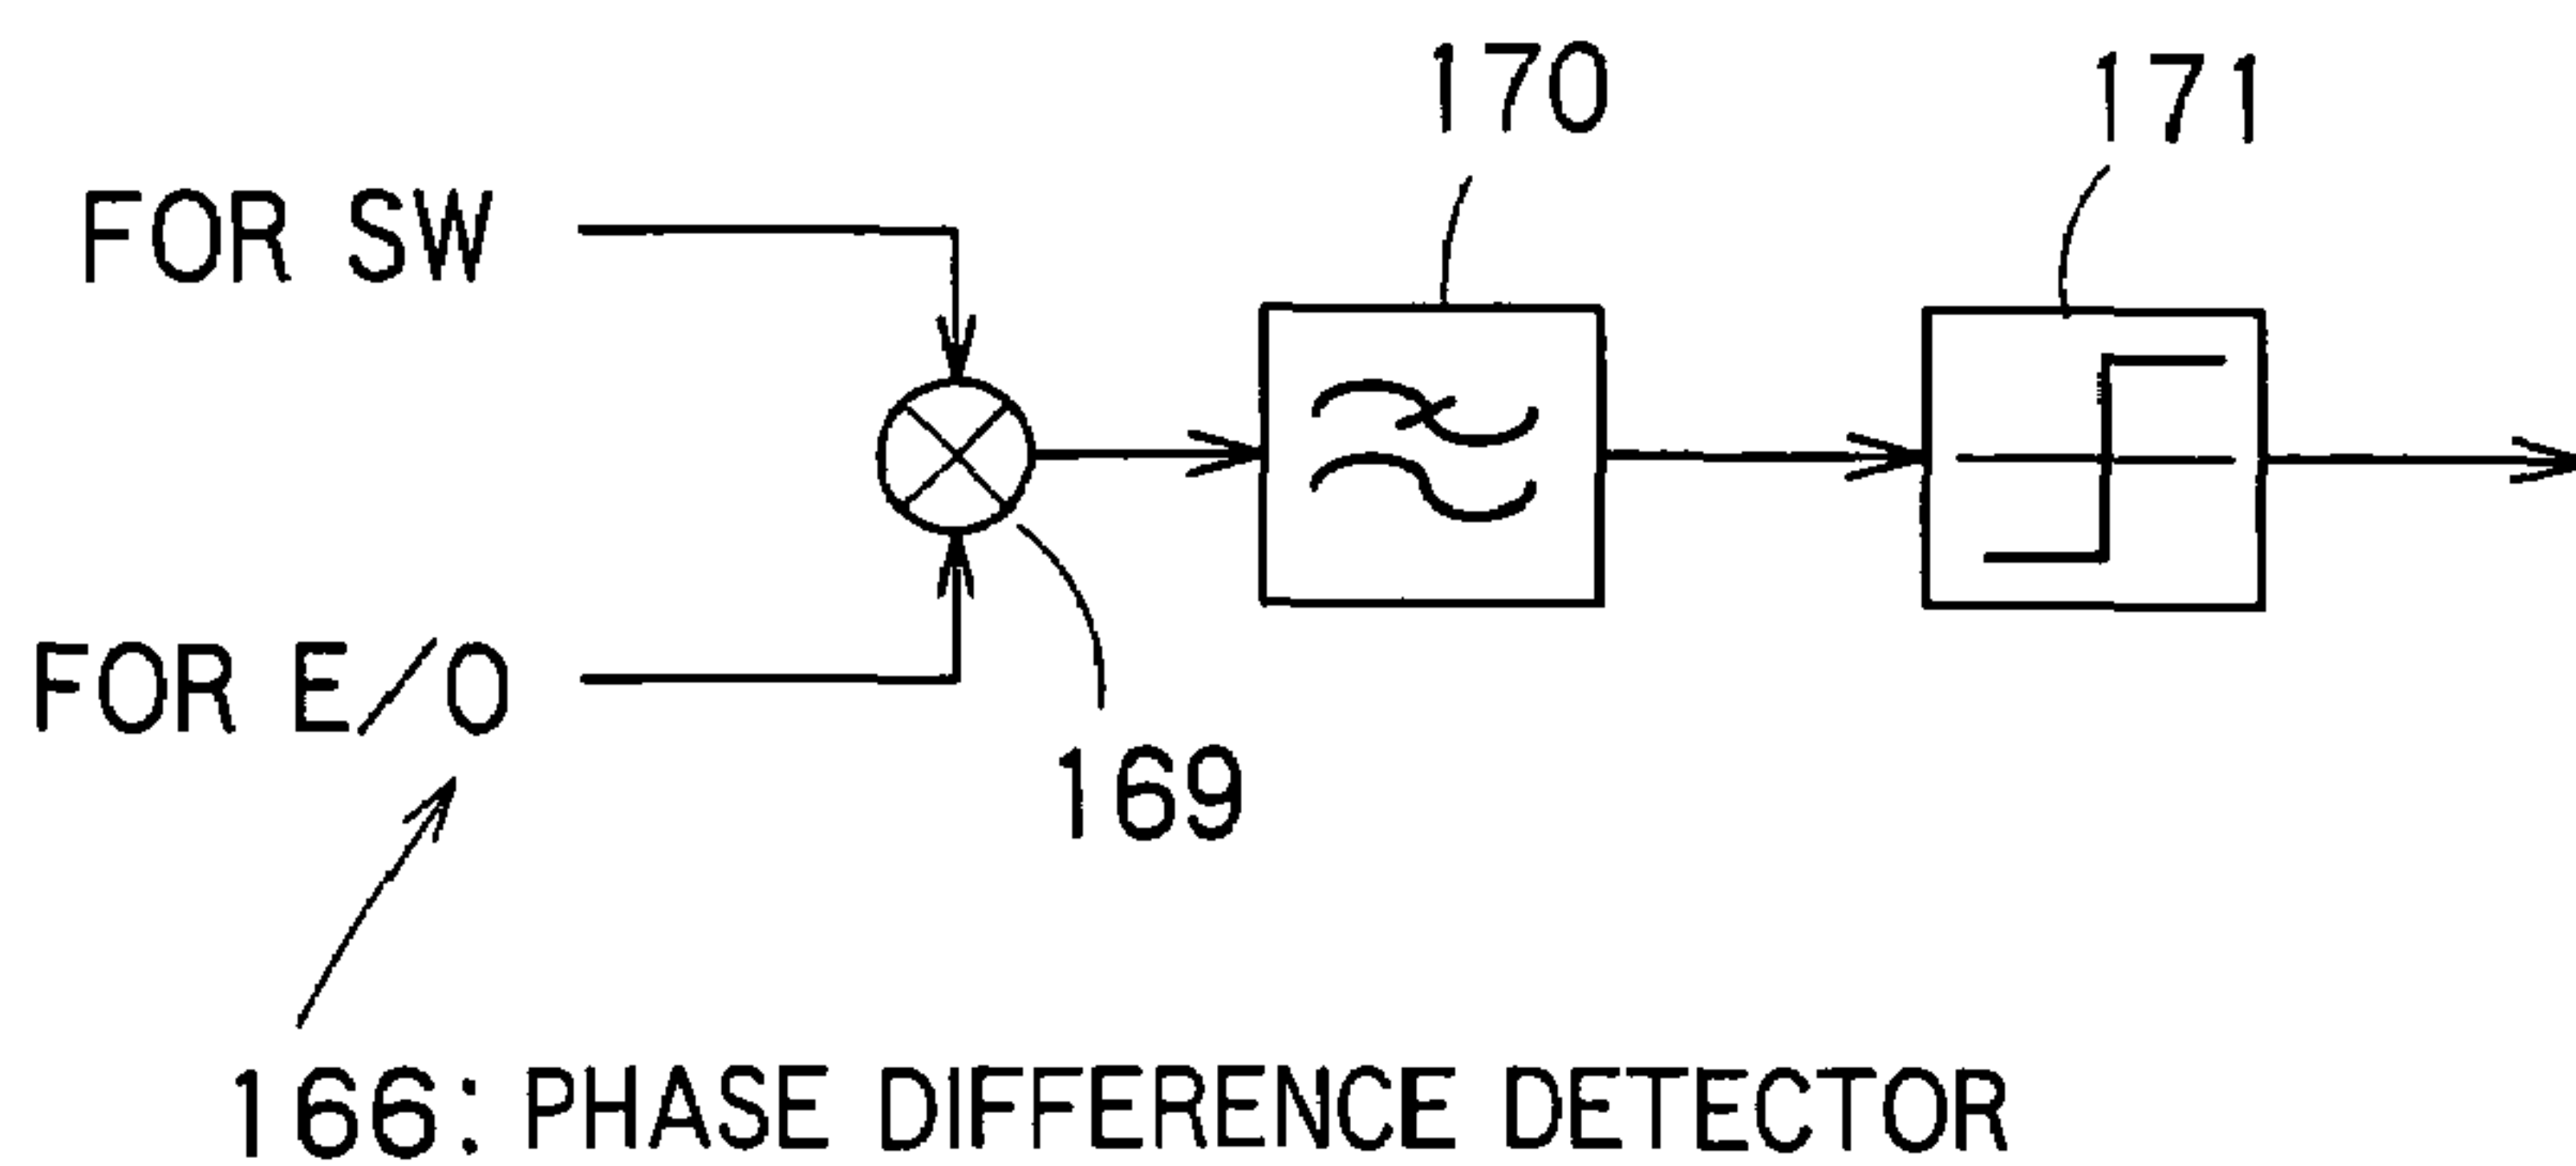 170
171
FOR SW
FOR E/O
169
166: PHASE DIFFERENCE DETECTOR